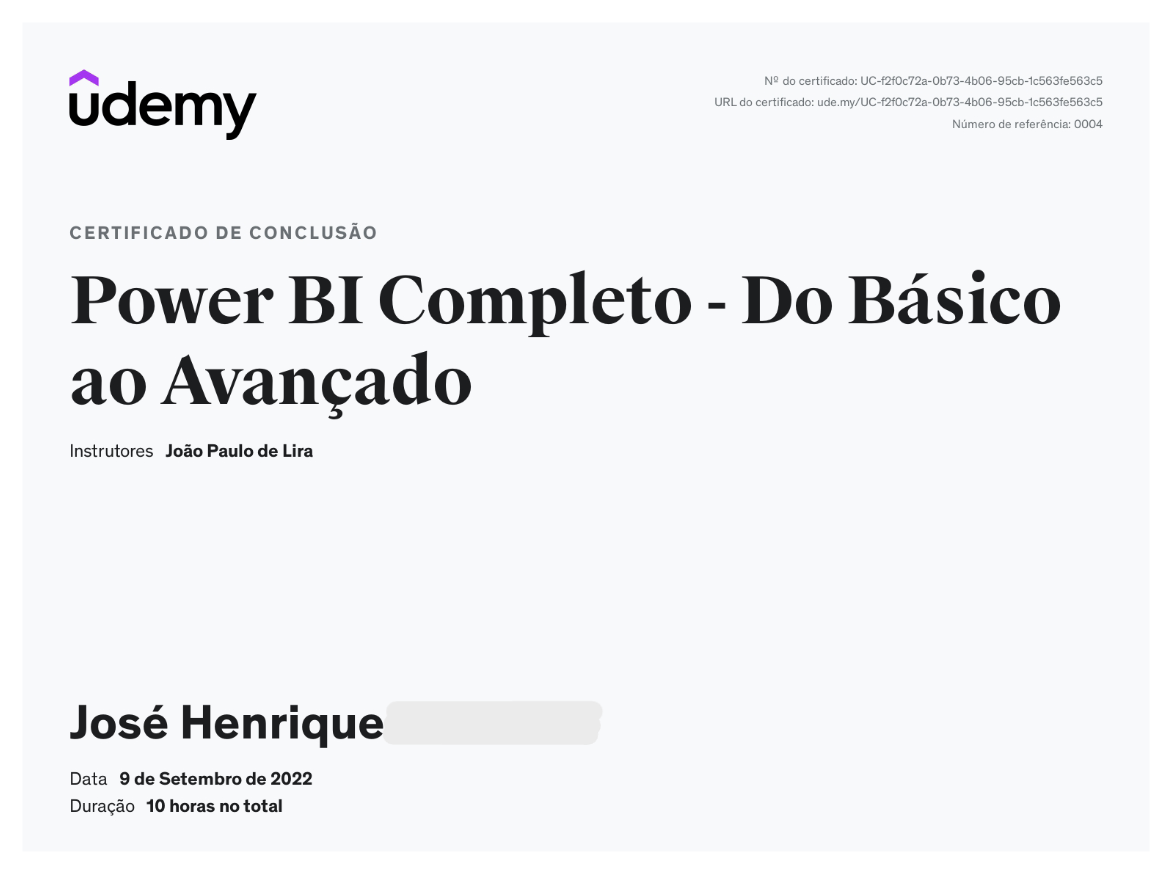 udemy
Nº do certificado: UC-f2f0c72a-0b73-4b06-95cb-1c563fe563c5
URL do certificado: ude.my/UC-f2f0c72a-0b73-4b06-95cb-1c563fe563c5
Número de referência: 0004
CERTIFICADO DE CONCLUSÃO
Power BI Completo - Do Básico
ao Avançado
Instrutores João Paulo de Lira
José Henrique
Data 9 de Setembro de 2022
Duração 10 horas no total